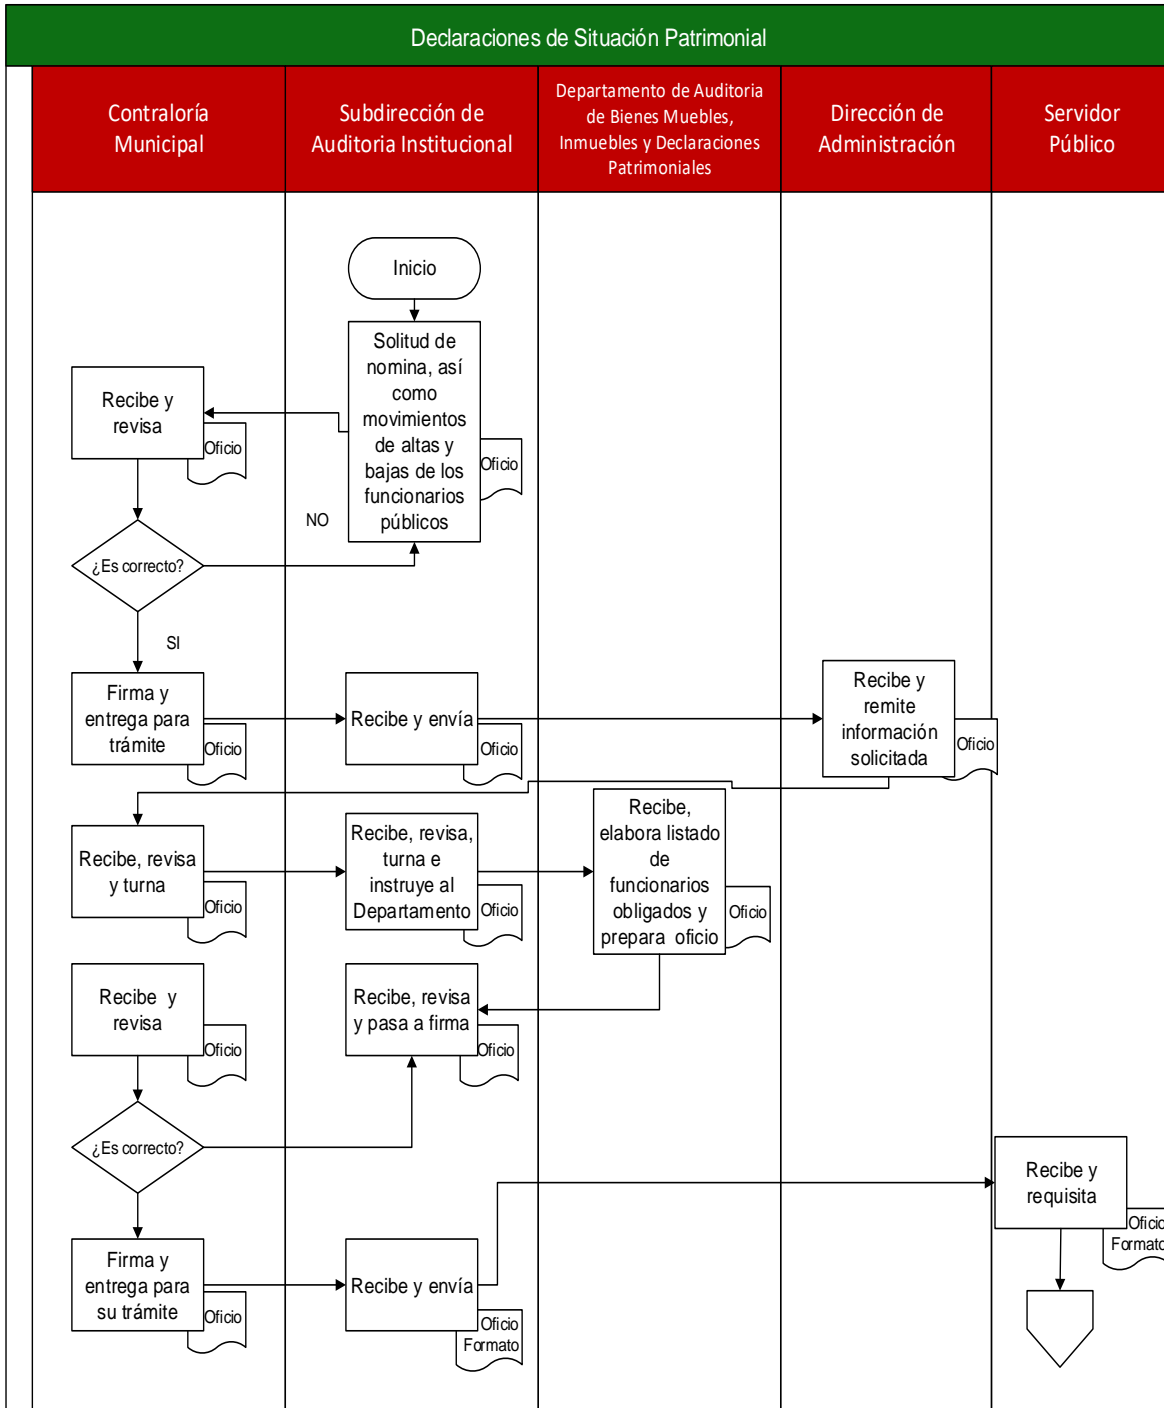 Declaraciones de Situación Patrimonial
Contraloría
Municipal
Subdirección de
Auditoria Institucional
Departamento de Auditoria
de Bienes Muebles,
Inmuebles y Declaraciones
Patrimoniales
Dirección de
Administración
Servidor
Público
Inicio
Solitud de
nomina, así
como
movimientos
de altas y
bajas de los
funcionarios
públicos
Oficio
Recibe y
revisa
Oficio
¿Es correcto?
NO
SI
Firma y
entrega para
trámite
Oficio
Recibe y envía
Oficio
Recibe y
remite
información
solicitada
Oficio
Recibe, revisa
y turna
Oficio
Recibe, revisa,
turna e
instruye al
Departamento
Oficio
Recibe,
elabora listado
de
funcionarios
obligados y
prepara oficio
Oficio
Recibe y
revisa
Oficio
Recibe, revisa
y pasa a firma
Oficio
¿Es correcto?
Firma y
entrega para
su trámite
Oficio
Recibe y envía
Oficio
Formato
Recibe y
requisita
Oficio
Formato